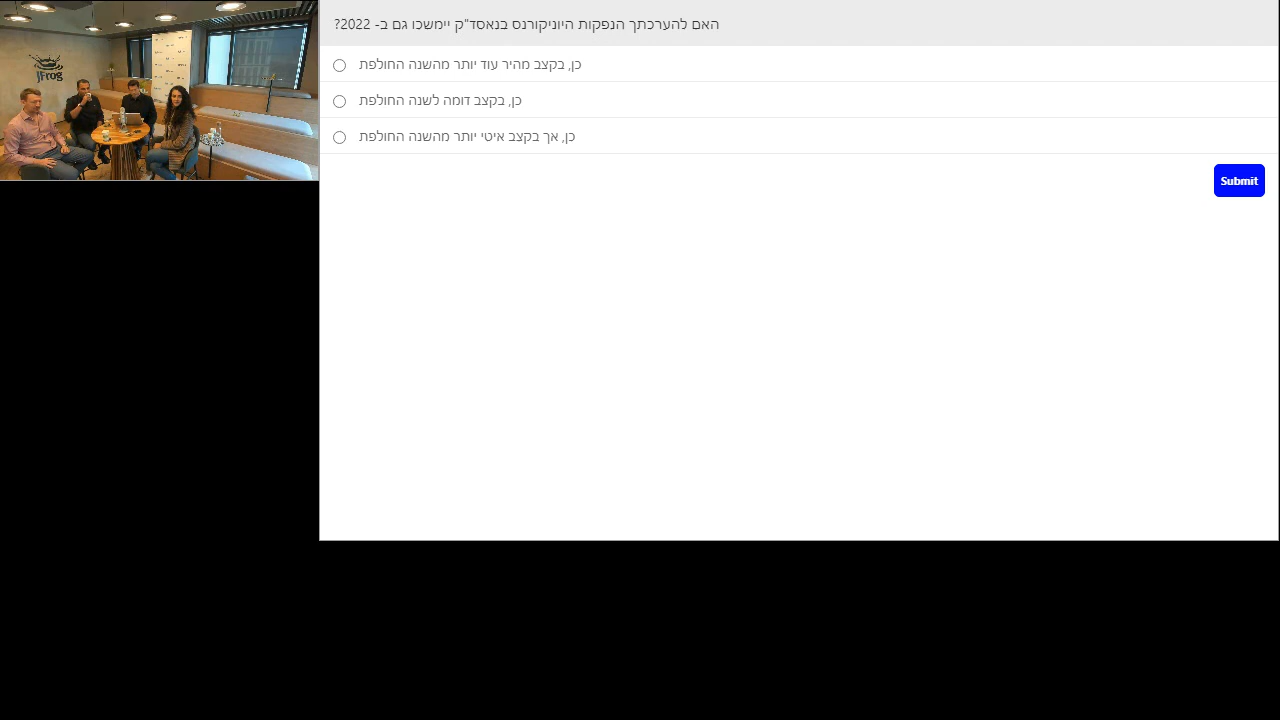 JFrog
האם להערכתך הנפקות היוניקורנס בנאסד"ק יימשכו גם ב- 2022?
כן, בקצב מהיר עוד יותר מהשנה החולפת
כן, בקצב דומה לשנה החולפת
כן, אך בקצב איטי יותר מהשנה החולפת
Submit